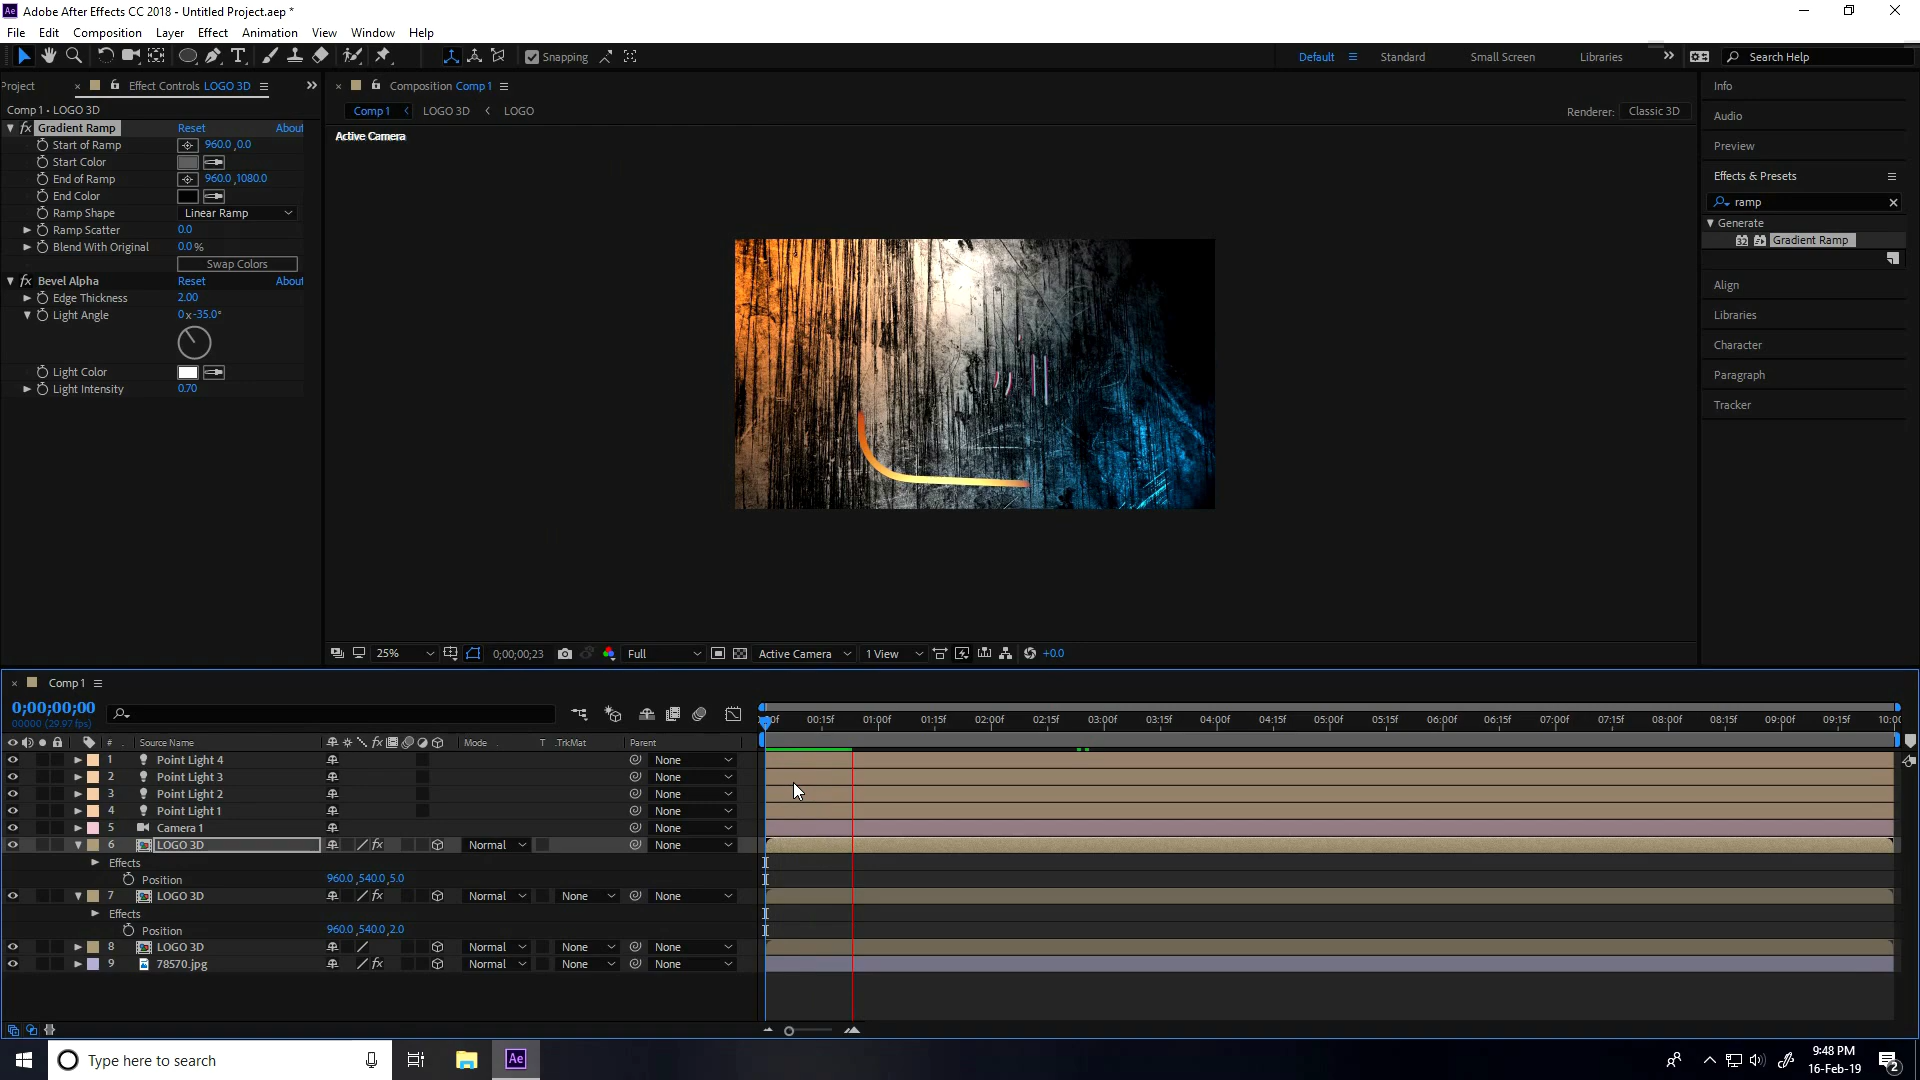 Adobe After Effects CC 2018 - Untitled Project.aep *
File Edit Composition Layer Effect Animation View Window Help
Snapping Default Standard Small Screen Libraries Search Help
Project Effect Controls LOGO 3D
Comp 1 • LOGO 3D
Gradient Ramp Reset About
Start of Ramp 960.0 ,0.0
Start Color
End of Ramp 960.0 ,1080.0
End Color
Ramp Shape Linear Ramp
Ramp Scatter 0.0
Blend With Original 0.0 %
Swap Colors
Bevel Alpha Reset About
Edge Thickness 2.00
Light Angle 0 x -35.0°
Light Color
Light Intensity 0.70
Composition Comp 1
Comp 1 LOGO 3D LOGO
Renderer: Classic 3D
Active Camera
25% 0;00;00;23 Full Active Camera 1 View +0.0
Info
Audio
Preview
Effects & Presets
ramp
Generate
32 Gradient Ramp
Align
Libraries
Character
Paragraph
Tracker
Comp 1
0;00;00;00
00000 (29.97 fps)
00:15f 01:00f 01:15f 02:00f 02:15f 03:00f 03:15f 04:00f 04:15f 05:00f 05:15f 06:00f 06:15f 07:00f 07:15f 08:00f 08:15f 09:00f 09:15f 10:00
# Source Name fx Mode T .TrkMat Parent
1 Point Light 4 None
2 Point Light 3 None
3 Point Light 2 None
4 Point Light 1 None
5 Camera 1 None
6 LOGO 3D fx Normal None
Effects
Position 960.0 ,540.0 ,5.0
7 LOGO 3D fx Normal None None
Effects
Position 960.0 ,540.0 ,2.0
8 LOGO 3D Normal None None
9 78570.jpg fx Normal None None
Type here to search Ae
9:48 PM
16-Feb-19
2